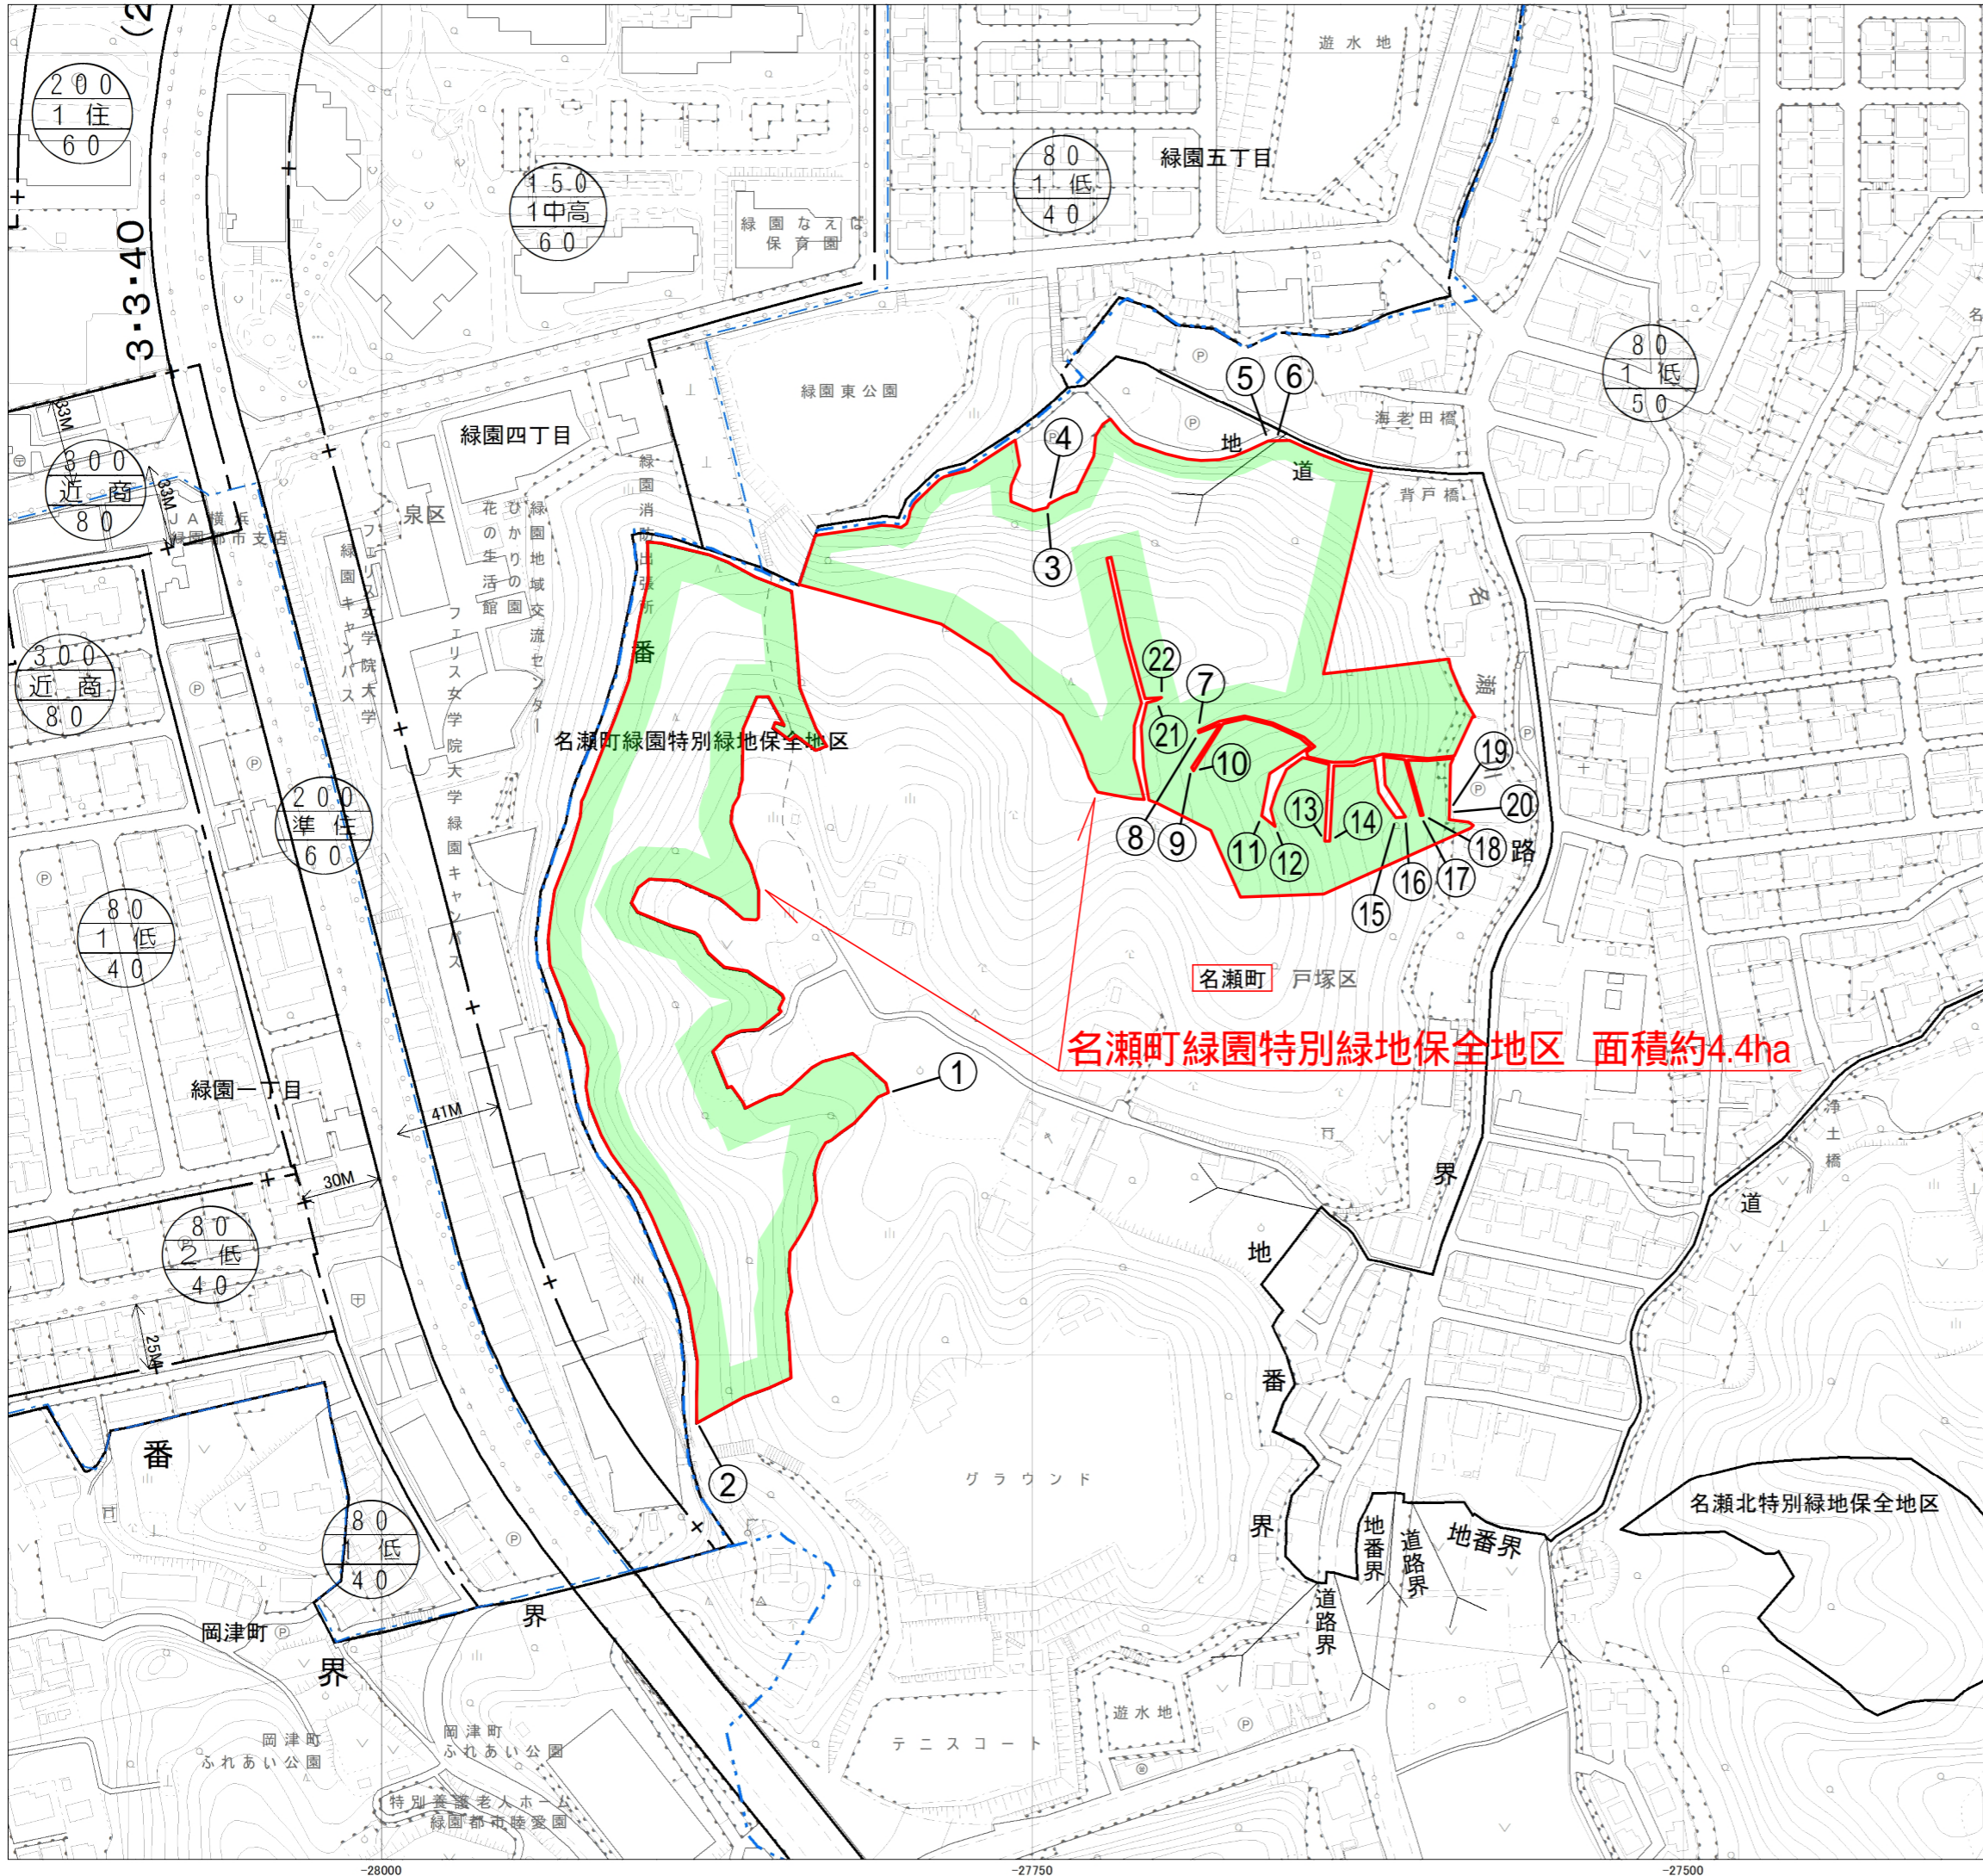 (2
200
1住
60
3・3・40
150
1中高
60
緑園なえば
保育園
80
1低
40
緑園五丁目
遊水地
80
1低
50
名
33M
300
近商
80
33M
JA横浜
緑園都市支店
緑園四丁目
泉区
フェリス女学院大学
緑園キャンパス
花の生活館
ひかりの園
緑園地域交流センター
緑園消防出張所
フェリス女学院大学緑園キャンパス
緑園東公園
④
③
⑤
⑥
地
道
海老田橋
背戸橋
名
瀬
川
番
名瀬町緑園特別緑地保全地区
300
近商
80
200
準住
60
80
1低
40
22
21
⑦
⑧
⑨
⑩
⑪
⑫
⑬
⑭
⑮
⑯
⑰
⑱
⑲
⑳
路
名瀬町
戸塚区
名瀬町緑園特別緑地保全地区 面積約4.4ha
①
緑園一丁目
41M
30M
80
2低
40
25M
浄土橋
道
界
地
番
界
②
グラウンド
名瀬北特別緑地保全地区
番
80
1低
40
岡津町
界
界
地番界
道路界
地番界
道路界
岡津町
ふれあい公園
岡津町
ふれあい公園
特別養護老人ホーム
緑園都市睦愛園
テニスコート
遊水地
-28000
-27750
-27500